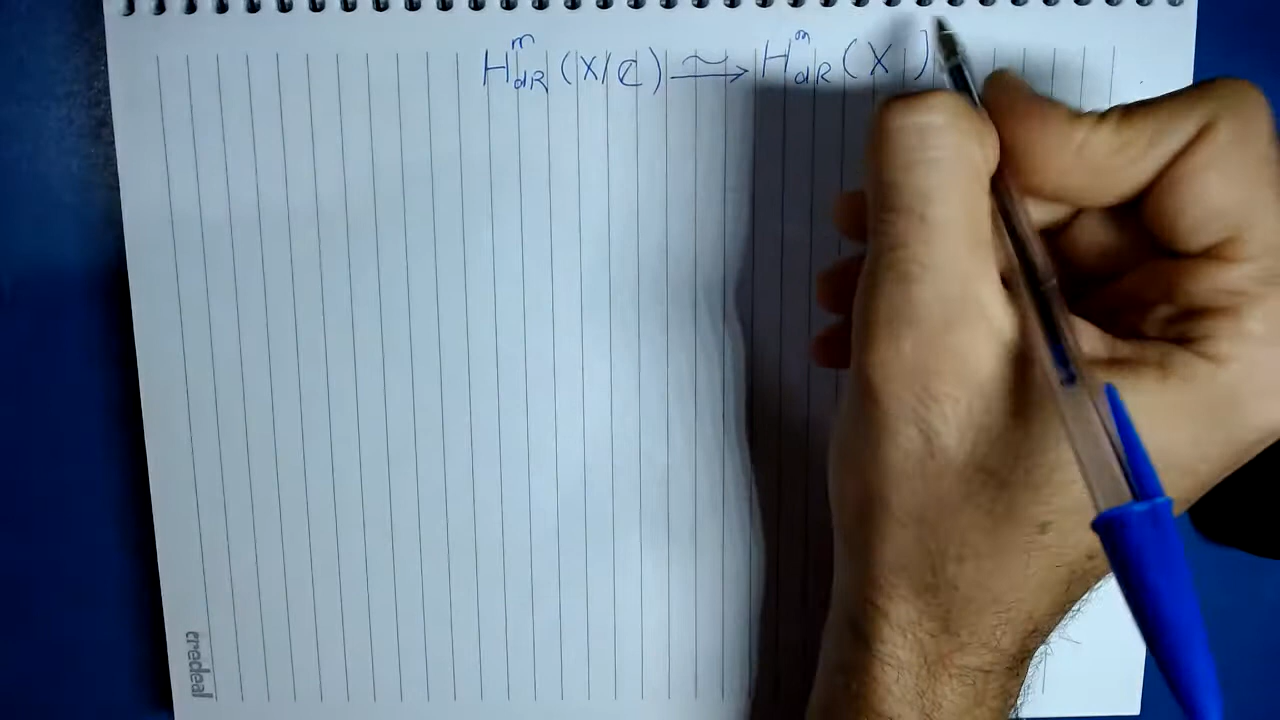 H^m_dR (X/ℂ) ⥲ H^m_dR (X )
credeal